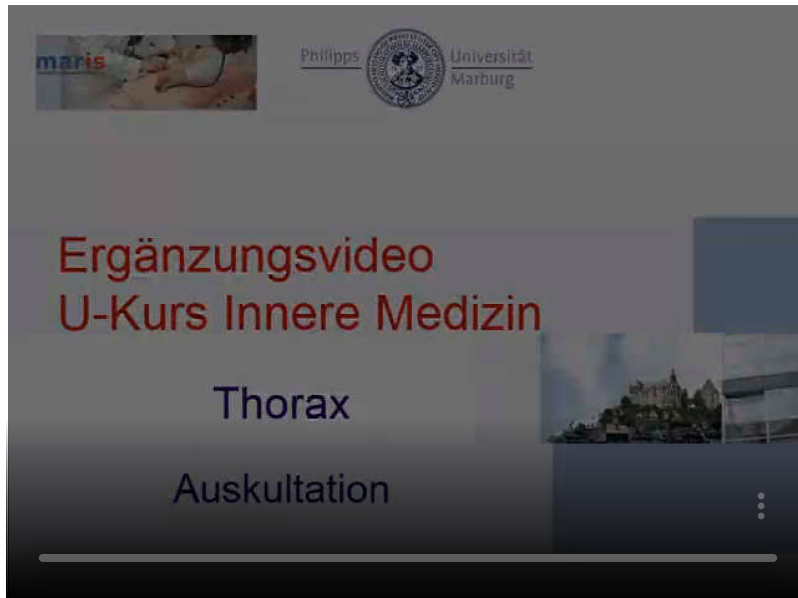 maris
Philipps Universität
Marburg
Ergänzungsvideo
U-Kurs Innere Medizin
Thorax
Auskultation